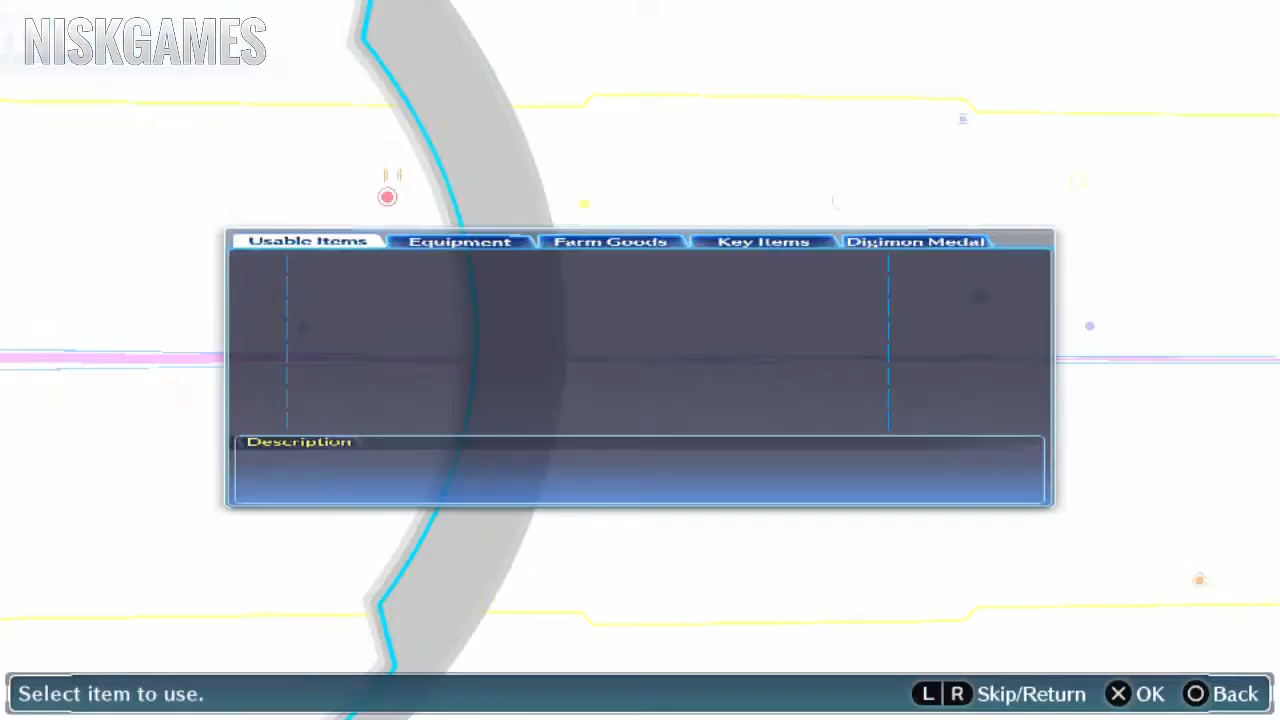 NISKGAMES
Usable Items Equipment Farm Goods Key Items Digimon Medal
Description
Select item to use. L R Skip/Return OK Back